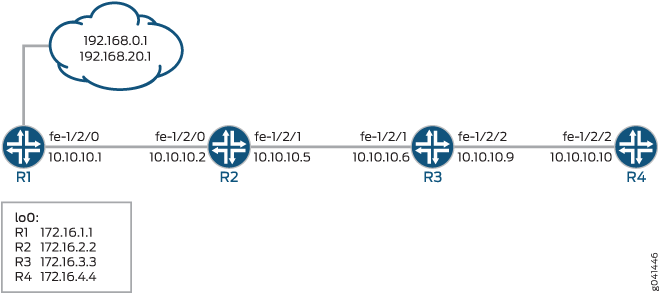 192.168.0.1
192.168.20.1
fe-1/2/0 fe-1/2/0 fe-1/2/1 fe-1/2/1 fe-1/2/2 fe-1/2/2
10.10.10.1 10.10.10.2 10.10.10.5 10.10.10.6 10.10.10.9 10.10.10.10
R1 R2 R3 R4
lo0:
R1 172.16.1.1
R2 172.16.2.2
R3 172.16.3.3
R4 172.16.4.4
g041446